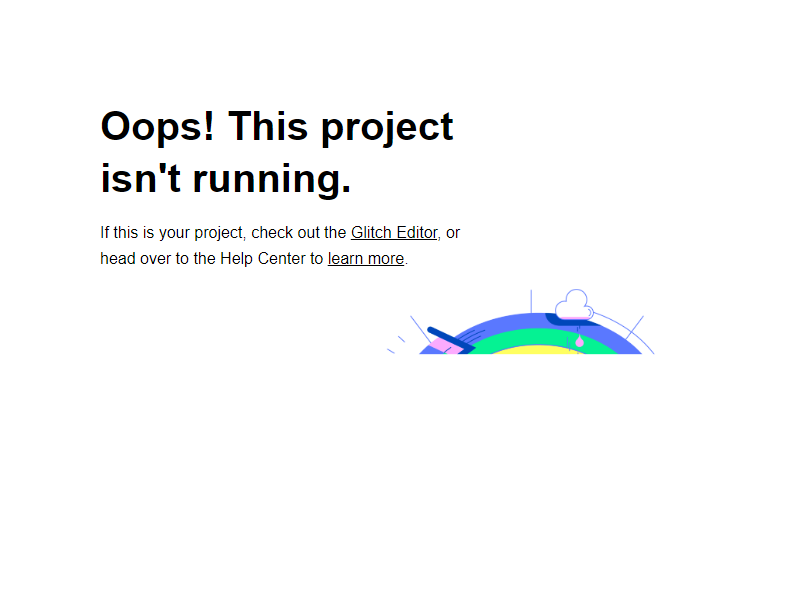 Oops! This project
isn't running.
If this is your project, check out the Glitch Editor, or
head over to the Help Center to learn more.